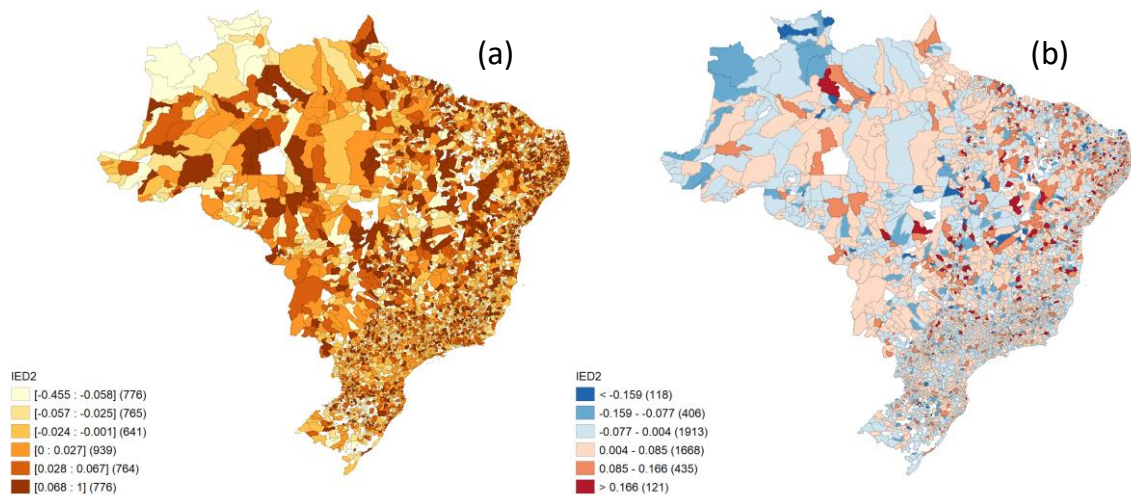 (a)
IED2
[-0.455 : -0.058] (776)
[-0.057 : -0.025] (765)
[-0.024 : -0.001] (641)
[0 : 0.027] (939)
[0.028 : 0.067] (764)
[0.068 : 1] (776)
(b)
IED2
< -0.159 (118)
-0.159 - -0.077 (406)
-0.077 - 0.004 (1913)
0.004 - 0.085 (1668)
0.085 - 0.166 (435)
> 0.166 (121)